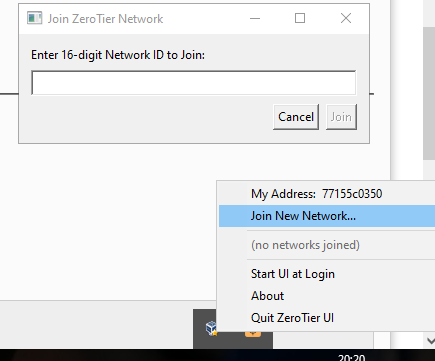 Join ZeroTier Network
Enter 16-digit Network ID to Join:
Cancel
Join
My Address: 77155c0350
Join New Network...
(no networks joined)
Start UI at Login
About
Quit ZeroTier UI
20:20